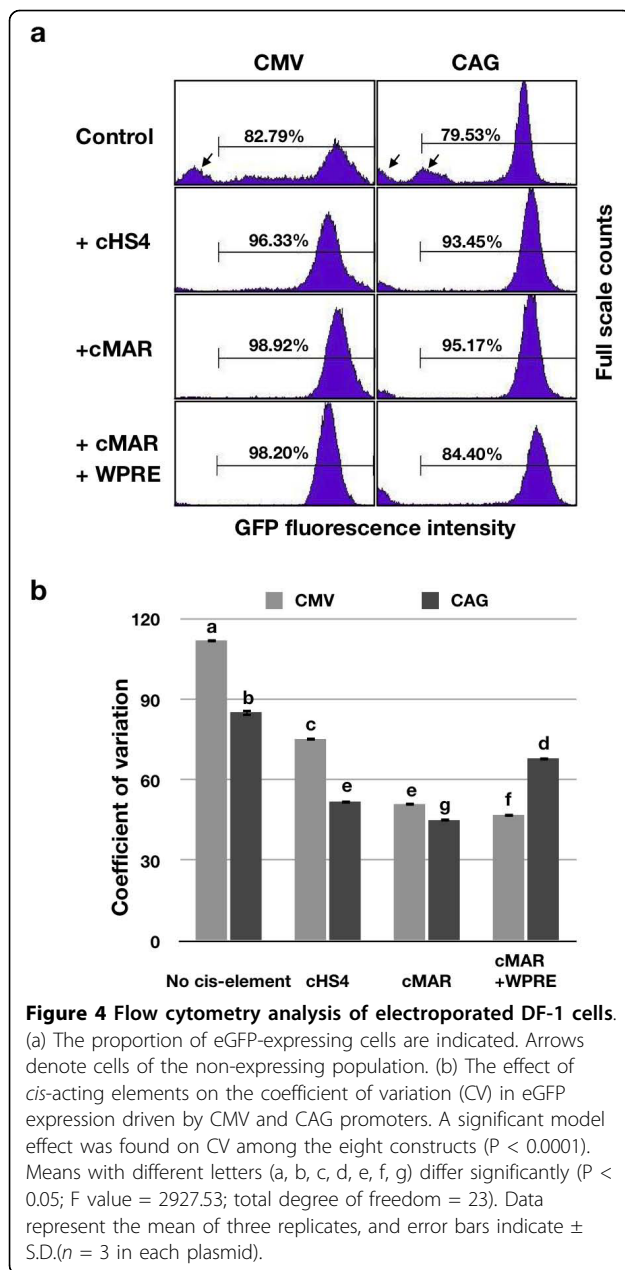 a
CMV CAG
Control 82.79% 79.53%
+ cHS4 96.33% 93.45%
+cMAR 98.92% 95.17%
+ cMAR
+ WPRE 98.20% 84.40%
Full scale counts
GFP fluorescence intensity
b
CMV CAG
Coefficient of variation
120
90
60
30
0
a b c e e g f d
No cis-element cHS4 cMAR cMAR
+WPRE
Figure 4 Flow cytometry analysis of electroporated DF-1 cells.
(a) The proportion of eGFP-expressing cells are indicated. Arrows
denote cells of the non-expressing population. (b) The effect of
cis-acting elements on the coefficient of variation (CV) in eGFP
expression driven by CMV and CAG promoters. A significant model
effect was found on CV among the eight constructs (P < 0.0001).
Means with different letters (a, b, c, d, e, f, g) differ significantly (P <
0.05; F value = 2927.53; total degree of freedom = 23). Data
represent the mean of three replicates, and error bars indicate ±
S.D.(n = 3 in each plasmid).